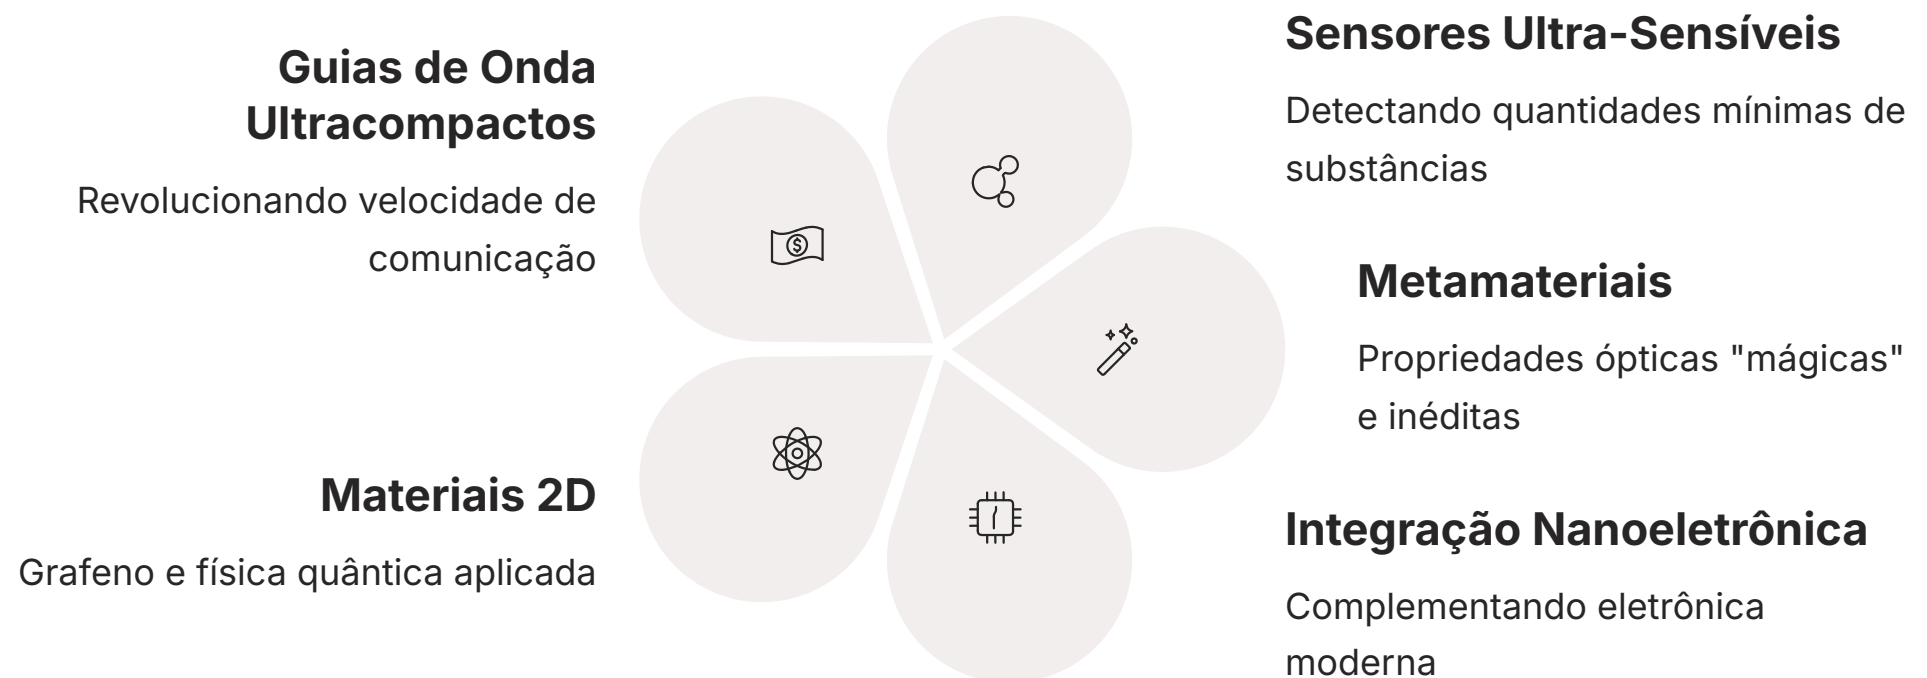 Guias de Onda
Ultracompactos
Revolucionando velocidade de
comunicação
Materiais 2D
Grafeno e física quântica aplicada
Sensores Ultra-Sensíveis
Detectando quantidades mínimas de
substâncias
Metamateriais
Propriedades ópticas "mágicas"
e inéditas
Integração Nanoeletrônica
Complementando eletrônica
moderna
$